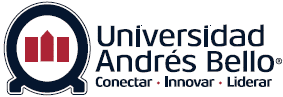 Universidad
Andrés Bello®
Conectar · Innovar · Liderar